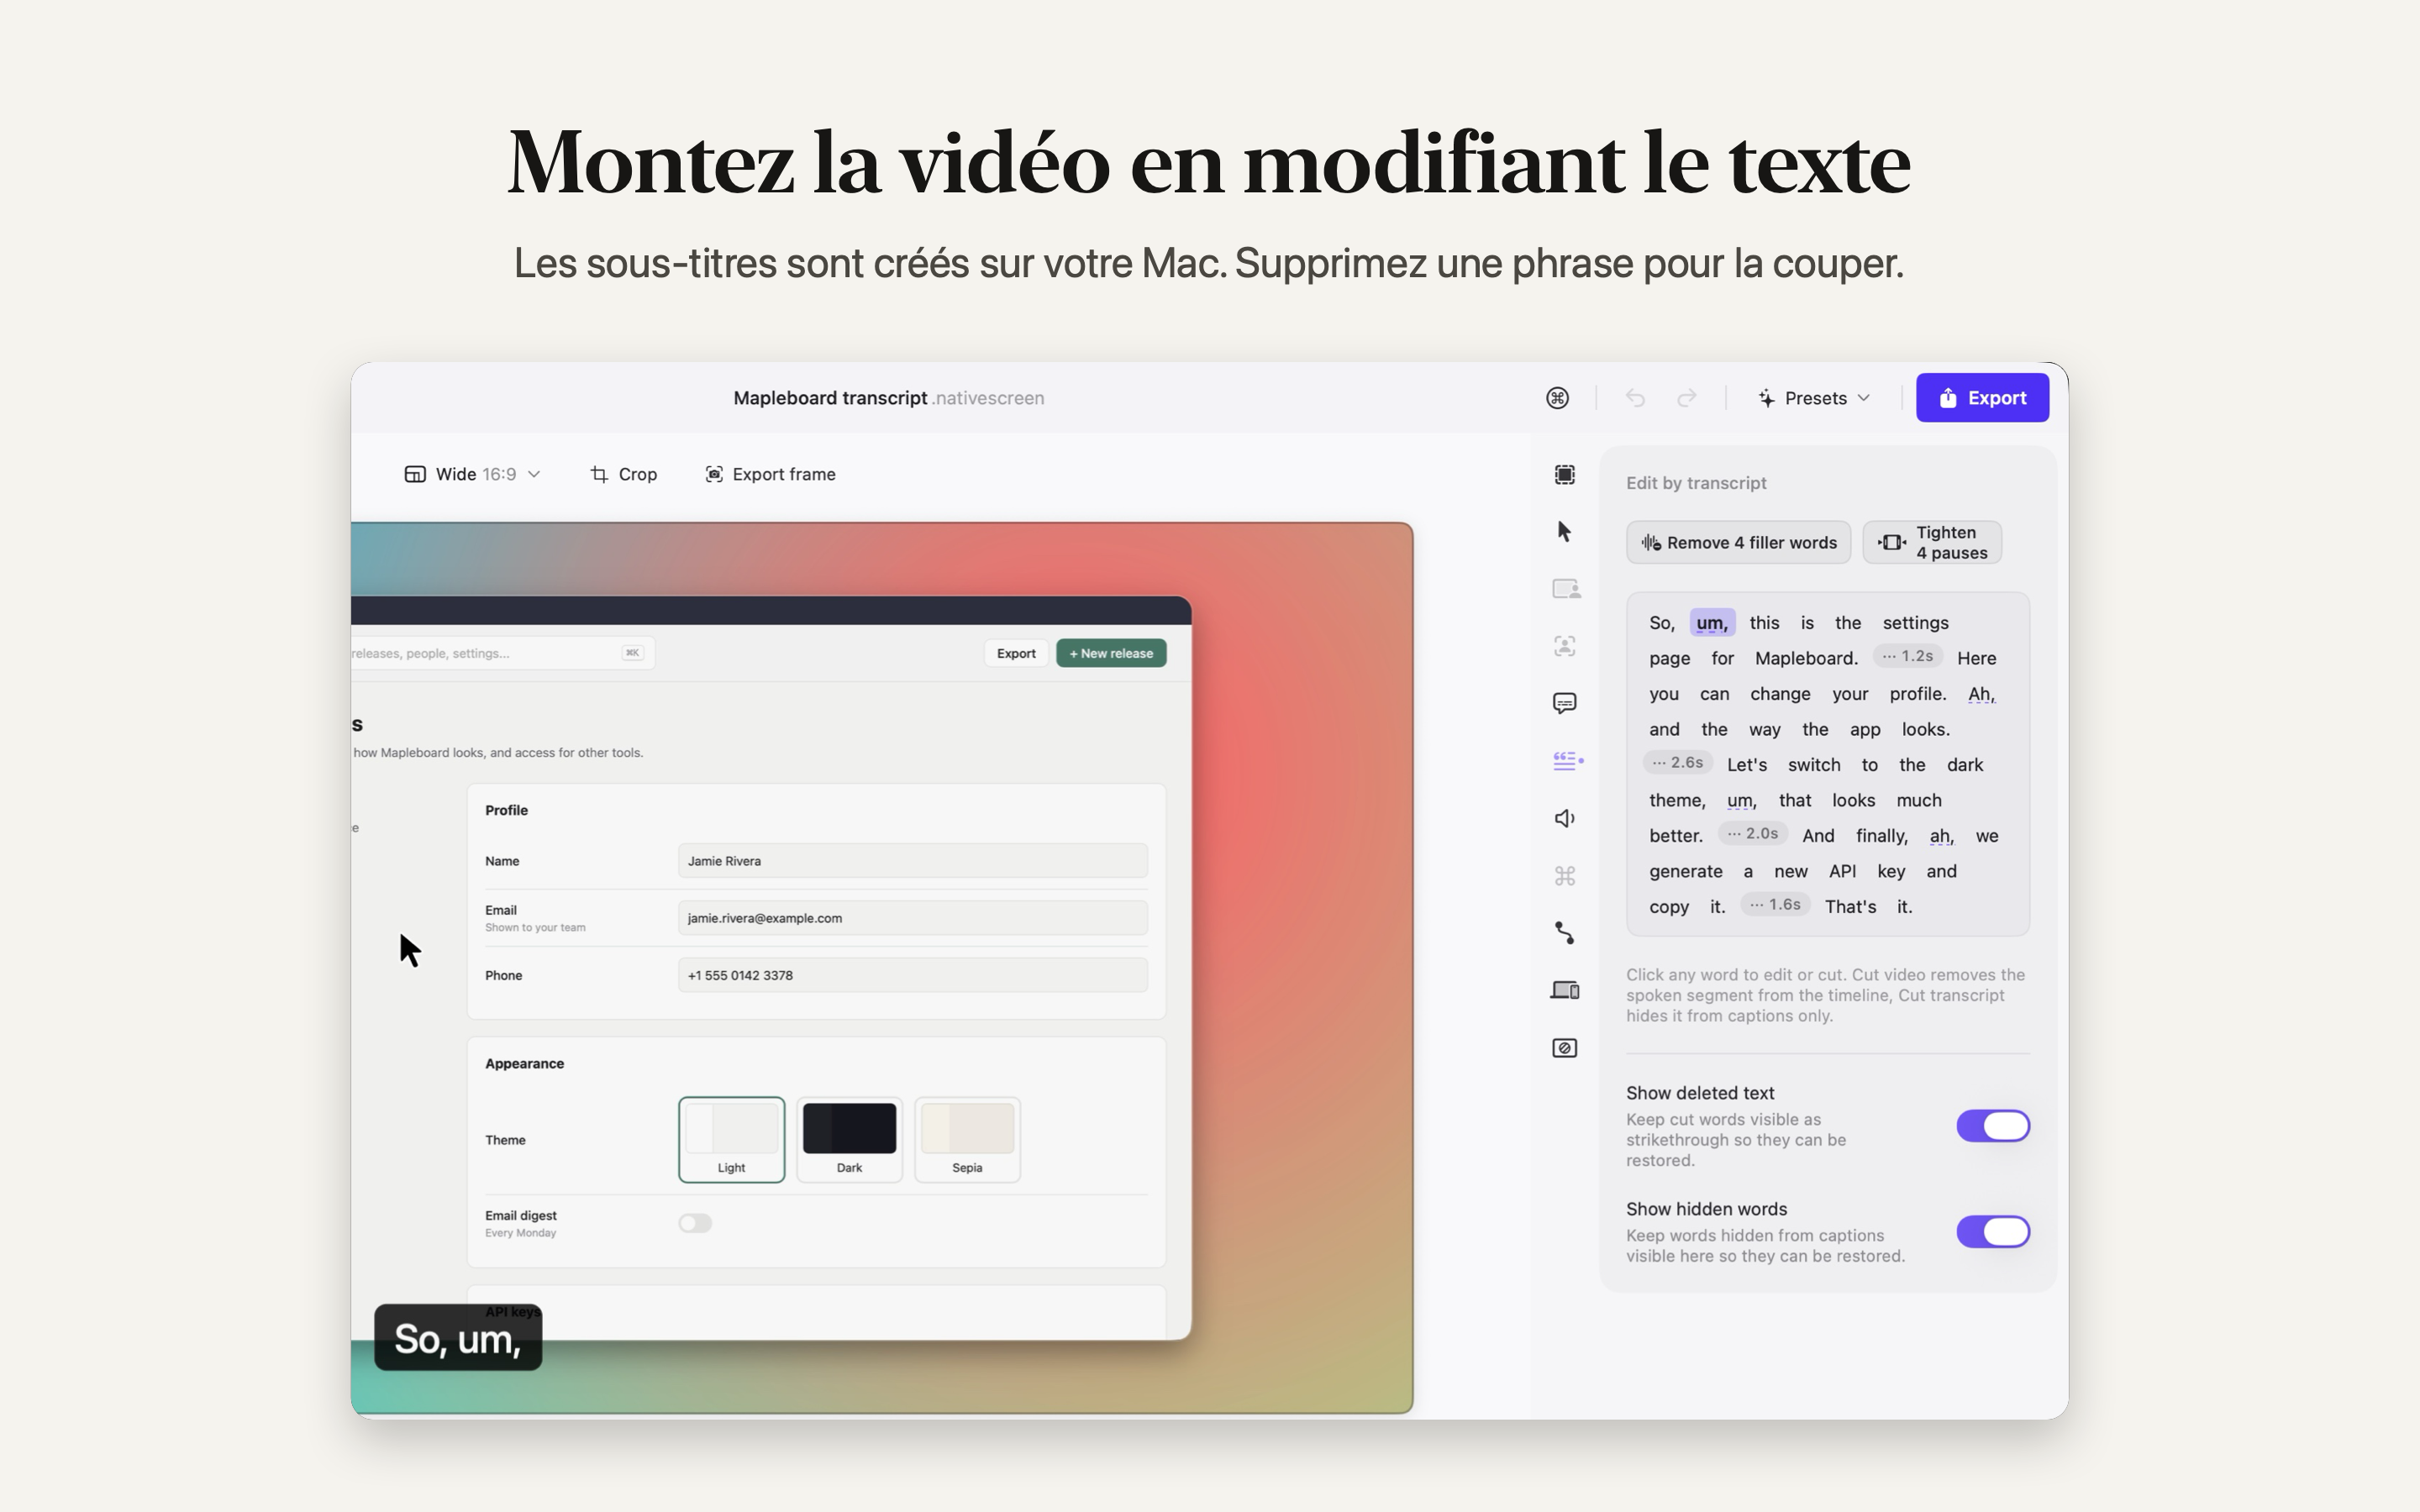 Montez la vidéo en modifiant le texte
Les sous-titres sont créés sur votre Mac. Supprimez une phrase pour la couper.
Mapleboard transcript.nativescreen
Presets
Export
Wide 16:9
Crop
Export frame
releases, people, settings...
⌘K
Export
+ New release
s
how Mapleboard looks, and access for other tools.
e
Profile
Name
Jamie Rivera
Email
Shown to your team
jamie.rivera@example.com
Phone
+1 555 0142 3378
Appearance
Theme
Light
Dark
Sepia
Email digest
Every Monday
API keys
So, um,
Edit by transcript
Remove 4 filler words
Tighten
4 pauses
So, um, this is the settings
page for Mapleboard. ··· 1.2s Here
you can change your profile. Ah,
and the way the app looks.
··· 2.6s Let's switch to the dark
theme, um, that looks much
better. ··· 2.0s And finally, ah, we
generate a new API key and
copy it. ··· 1.6s That's it.
Click any word to edit or cut. Cut video removes the
spoken segment from the timeline, Cut transcript
hides it from captions only.
Show deleted text
Keep cut words visible as
strikethrough so they can be
restored.
Show hidden words
Keep words hidden from captions
visible here so they can be restored.